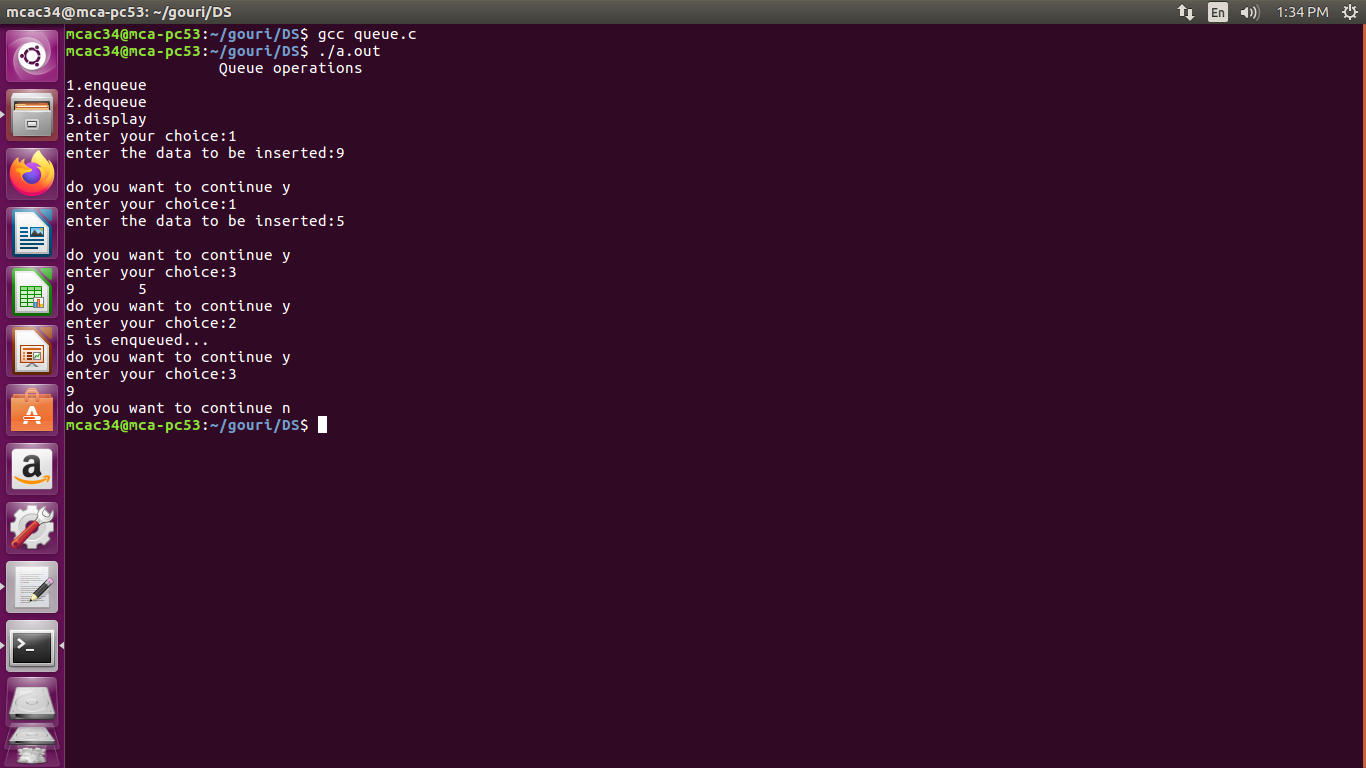 mcac34@mca-pc53: ~/gouri/DS
En
1:34 PM
mcac34@mca-pc53:~/gouri/DS$ gcc queue.c
mcac34@mca-pc53:~/gouri/DS$ ./a.out
Queue operations
1.enqueue
2.dequeue
3.display
enter your choice:1
enter the data to be inserted:9
do you want to continue y
enter your choice:1
enter the data to be inserted:5
do you want to continue y
enter your choice:3
9 5
do you want to continue y
enter your choice:2
5 is enqueued...
do you want to continue y
enter your choice:3
9
do you want to continue n
mcac34@mca-pc53:~/gouri/DS$